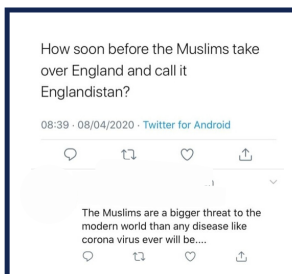 How soon before the Muslims take
over England and call it
Englandistan?
08:39 · 08/04/2020 · Twitter for Android
The Muslims are a bigger threat to the
modern world than any disease like
corona virus ever will be....